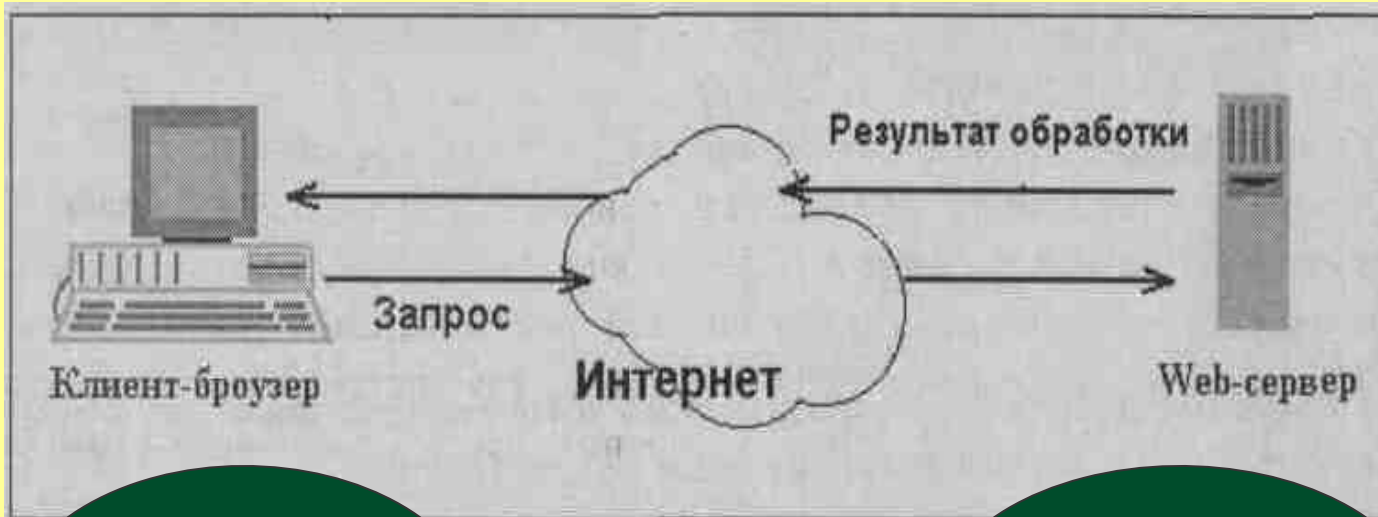 Результат обработки
Запрос
Интернет
Клиент-броузер
Web-сервер